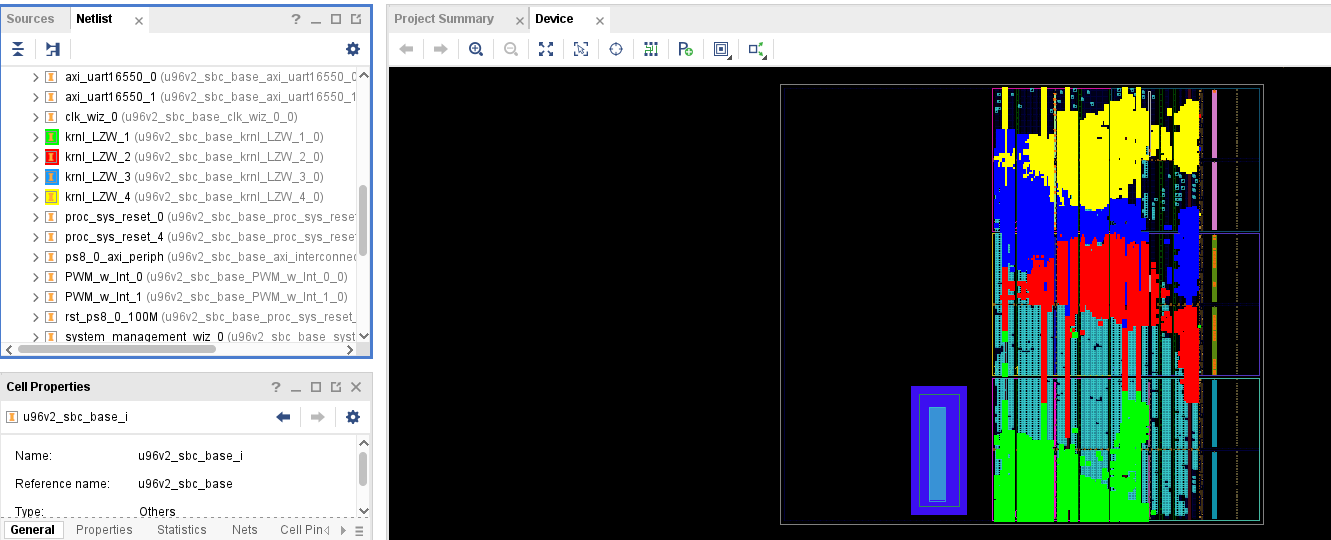 Sources Netlist
axi_uart16550_0 (u96v2_sbc_base_axi_uart16550_0
axi_uart16550_1 (u96v2_sbc_base_axi_uart16550_1
clk_wiz_0 (u96v2_sbc_base_clk_wiz_0_0)
krnl_LZW_1 (u96v2_sbc_base_krnl_LZW_1_0)
krnl_LZW_2 (u96v2_sbc_base_krnl_LZW_2_0)
krnl_LZW_3 (u96v2_sbc_base_krnl_LZW_3_0)
krnl_LZW_4 (u96v2_sbc_base_krnl_LZW_4_0)
proc_sys_reset_0 (u96v2_sbc_base_proc_sys_rese
proc_sys_reset_4 (u96v2_sbc_base_proc_sys_rese
ps8_0_axi_periph (u96v2_sbc_base_axi_interconne
PWM_w_Int_0 (u96v2_sbc_base_PWM_w_Int_0_0)
PWM_w_Int_1 (u96v2_sbc_base_PWM_w_Int_1_0)
rst_ps8_0_100M (u96v2_sbc_base_proc_sys_reset_
system_management_wiz_0 (u96v2_sbc_base_syst
Cell Properties
u96v2_sbc_base_i
Name: u96v2_sbc_base_i
Reference name: u96v2_sbc_base
Type: Others
General Properties Statistics Nets Cell Pin
Project Summary Device